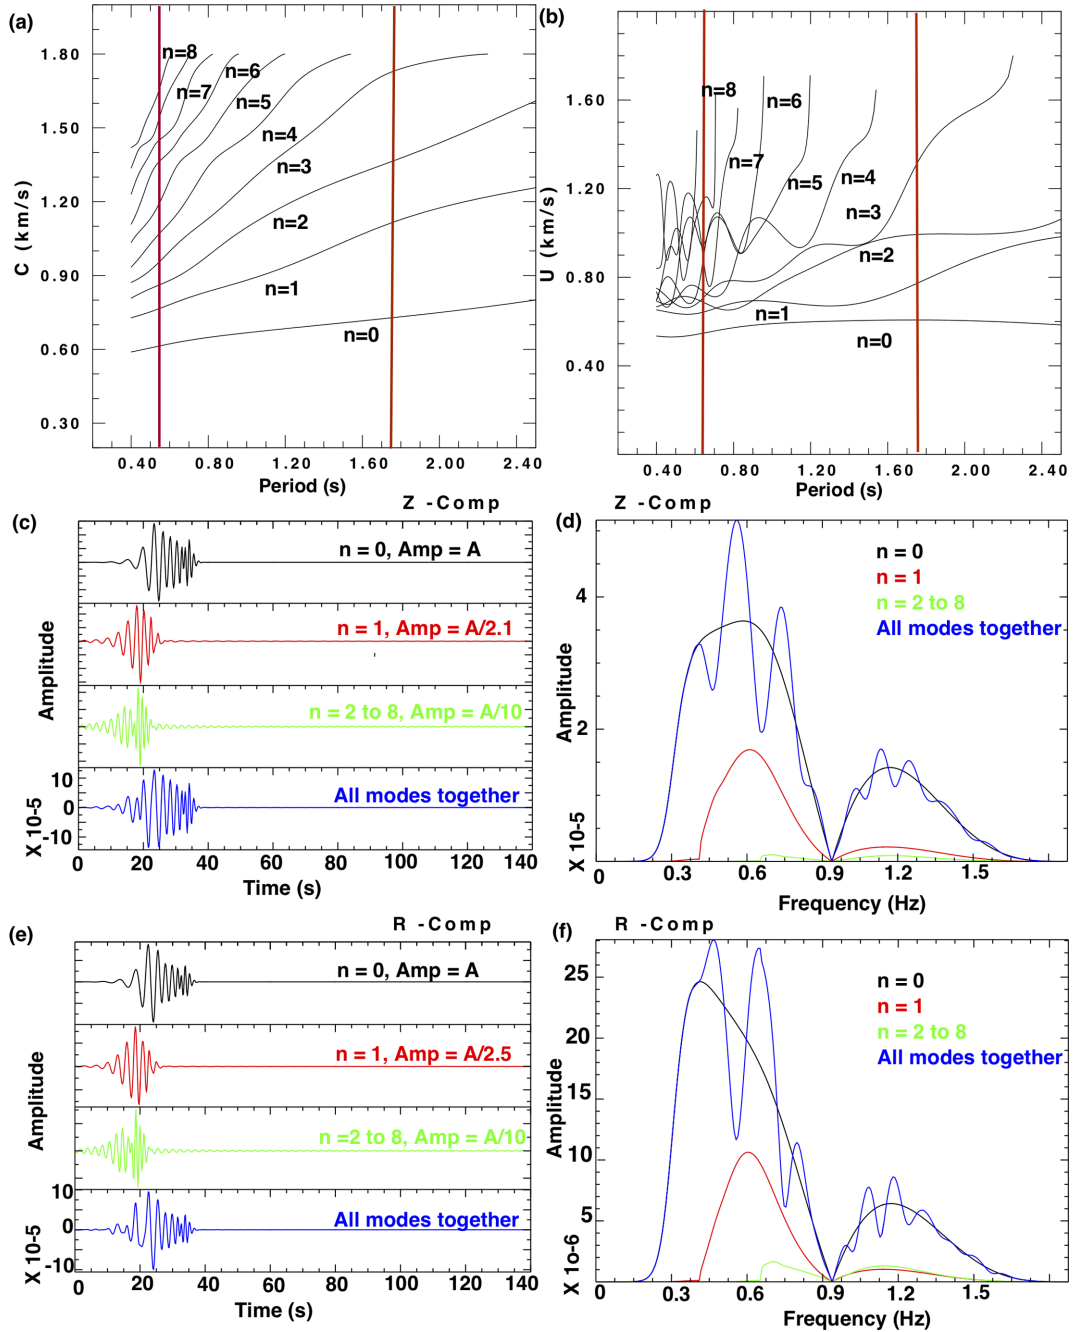 (a)
C (km/s)
1.80
1.50
1.20
0.90
0.60
0.30
n=8
n=7
n=6
n=5
n=4
n=3
n=2
n=1
n=0
0.40 0.80 1.20 1.60 2.00 2.40
Period (s)
(b)
U (km/s)
1.60
1.20
0.80
0.40
n=8
n=6
n=7
n=5
n=4
n=3
n=2
n=1
n=0
0.40 0.80 1.20 1.60 2.00 2.40
Period (s)
(c)
Z -Comp
n = 0, Amp = A
n = 1, Amp = A/2.1
n = 2 to 8, Amp = A/10
All modes together
Amplitude
X 10-5
10
0
-10
0 20 40 60 80 100 120 140
Time (s)
(d)
Z -Comp
n = 0
n = 1
n = 2 to 8
All modes together
4
2
Amplitude
X 10-5
0 0.3 0.6 0.9 1.2 1.5
Frequency (Hz)
(e)
R -Comp
n = 0, Amp = A
n = 1, Amp = A/2.5
n =2 to 8, Amp = A/10
All modes together
Amplitude
X 10-5
10
0
-10
0 20 40 60 80 100 120 140
Time (s)
(f)
R -Comp
n = 0
n = 1
n = 2 to 8
All modes together
25
20
15
10
5
Amplitude
X 1o-6
0 0.3 0.6 0.9 1.2 1.5
Frequency (Hz)